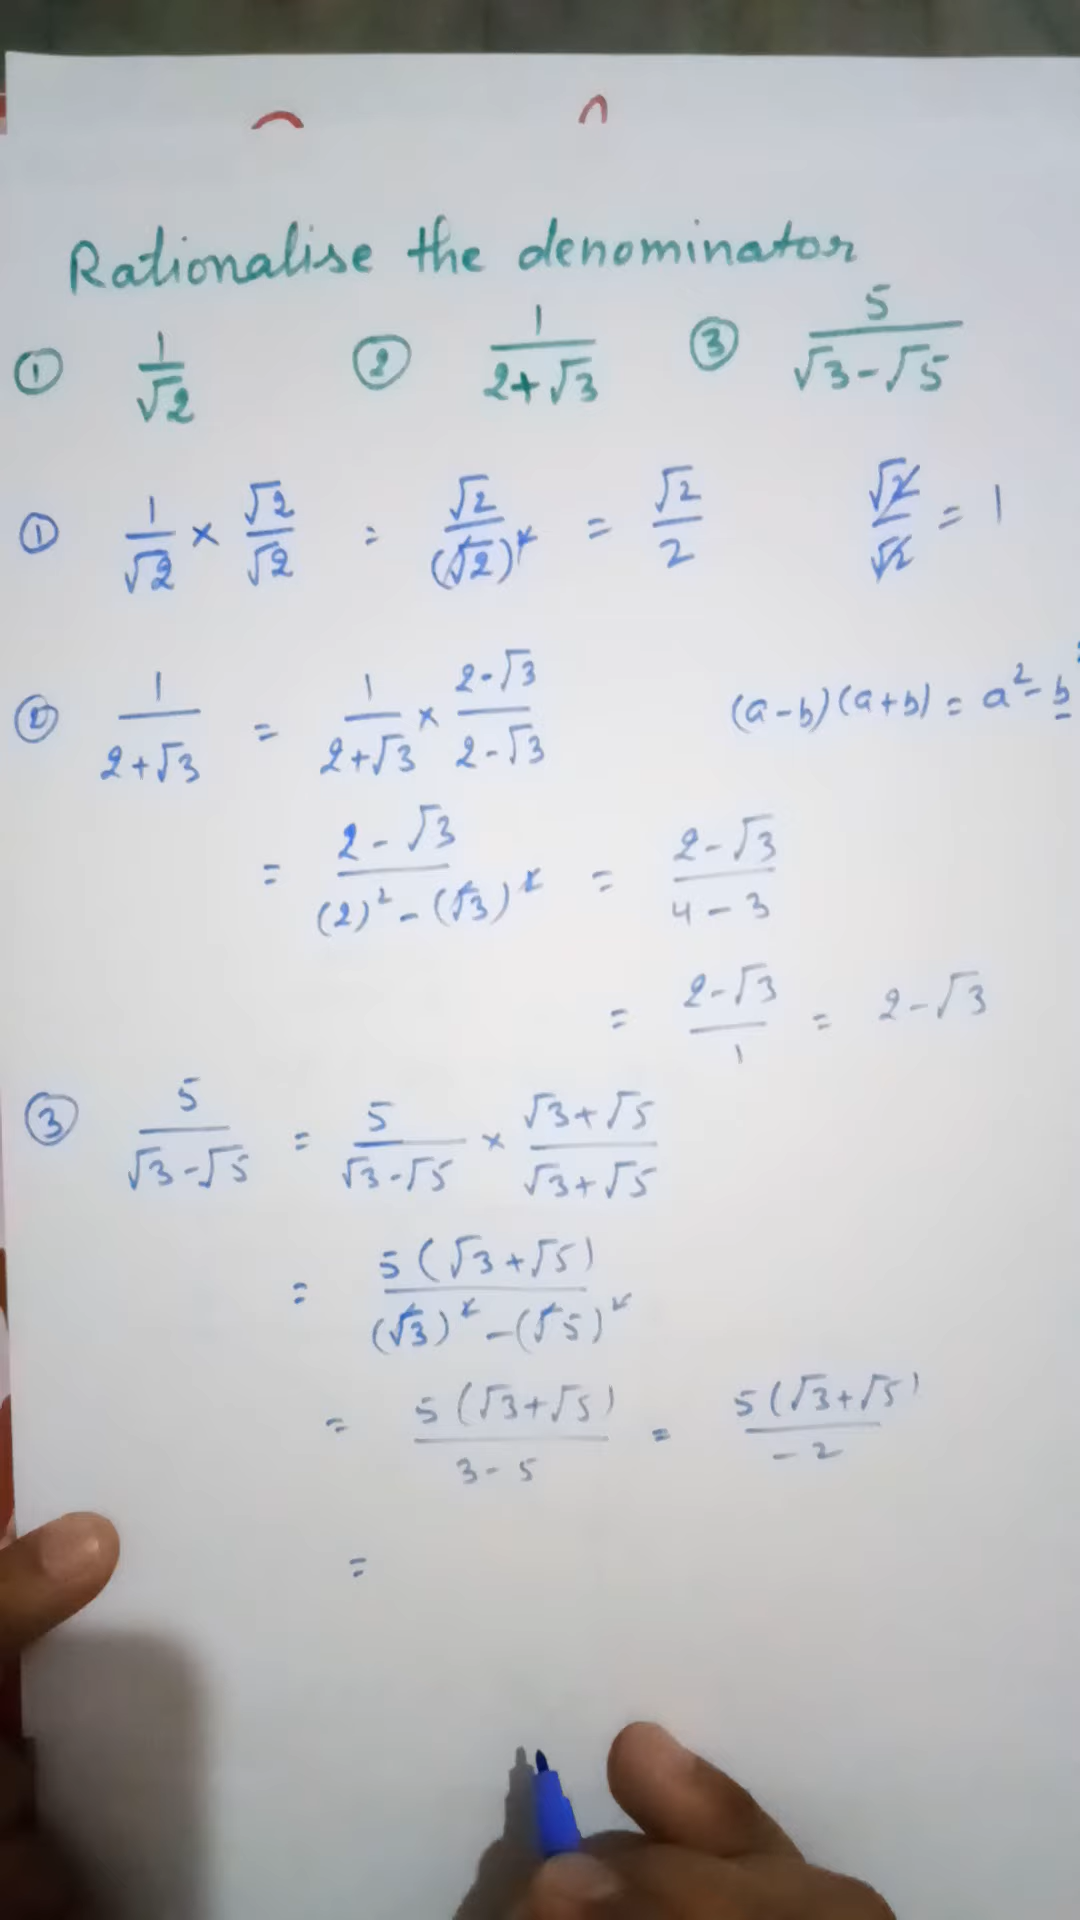 Rationalise the denominator
① 1/√2 ② 1/(2+√3) ③ 5/(√3-√5)
① 1/√2 × √2/√2 = √2/(√2)² = √2/2 √2/√2 = 1
② 1/(2+√3) = 1/(2+√3) × (2-√3)/(2-√3) (a-b)(a+b) = a²-b²
= (2-√3)/((2)²-(√3)²) = (2-√3)/(4-3)
= (2-√3)/1 = 2-√3
③ 5/(√3-√5) = 5/(√3-√5) × (√3+√5)/(√3+√5)
= 5(√3+√5)/((√3)²-(√5)²)
= 5(√3+√5)/(3-5) = 5(√3+√5)/-2
=